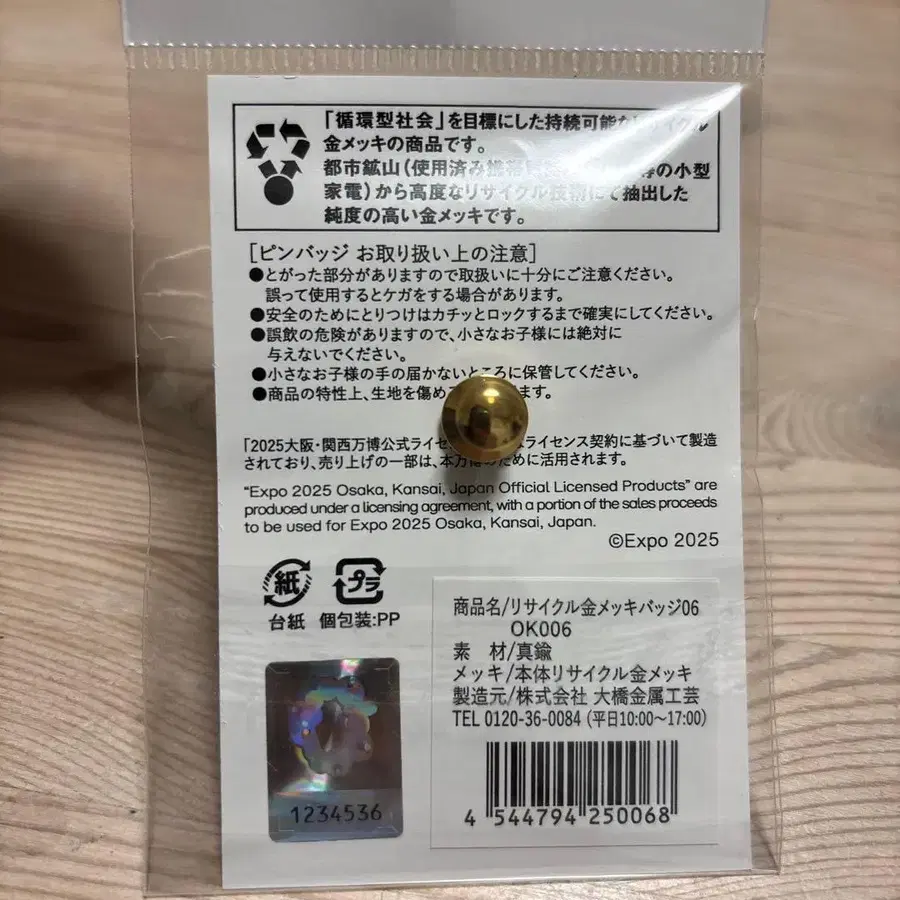 「循環型社会」を目標にした持続可能なリサイクル
金メッキの商品です。
都市鉱山(使用済み携帯の小型
家電)から高度なリサイクル技術にて抽出した
純度の高い金メッキです。
[ピンバッジ お取り扱い上の注意]
●とがった部分がありますので取扱いに十分にご注意ください。
誤って使用するとケガをする場合があります。
●安全のためにとりつけはカチッとロックするまで確実にしてください。
●誤飲の危険がありますので、小さなお子様には絶対に
与えないでください。
●小さなお子様の手の届かないところに保管してください。
●商品の特性上、生地を傷めます。
「2025大阪・関西万博公式ライセライセンス契約に基づいて製造
されており、売り上げの一部は、本万博のために活用されます。
“Expo 2025 Osaka, Kansai, Japan Official Licensed Products” are
produced under a licensing agreement, with a portion of the sales proceeds
to be used for Expo 2025 Osaka, Kansai, Japan.
©Expo 2025
紙 プラ
台紙 個包装:PP
1234536
商品名/リサイクル金メッキバッジ06
OK006
素 材/真鍮
メッキ/本体リサイクル金メッキ
製造元/株式会社 大橋金属工芸
TEL 0120-36-0084 (平日10:00~17:00)
4 544794 250068